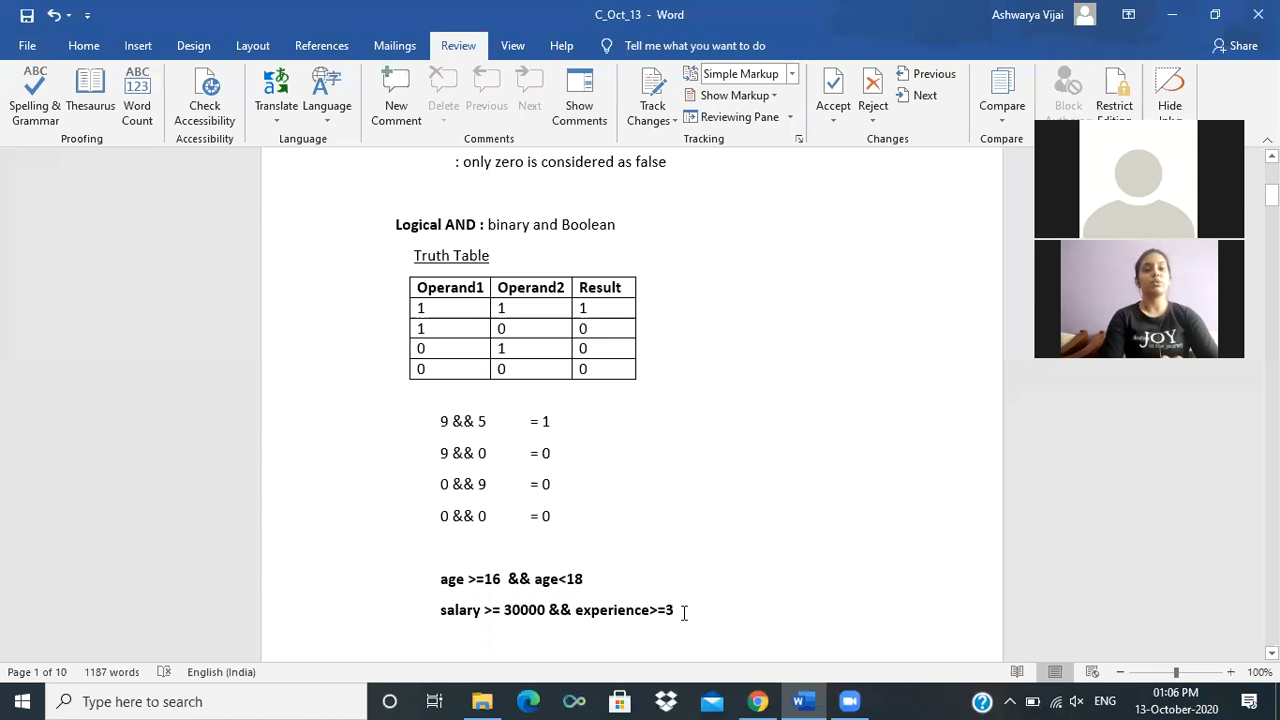 C_Oct_13 - Word
Ashwarya Vijai
File Home Insert Draw Design Layout References Mailings Review View Help Tell me what you want to do Share
Spelling & Grammar
Thesaurus
Word Count
Check Accessibility
Translate
Language
New Comment
Delete
Previous
Next
Show Comments
Track Changes
Simple Markup
Show Markup
Reviewing Pane
Accept
Reject
Previous
Next
Compare
Block
Restrict
Hide
Proofing Accessibility Language Comments Tracking Changes Compare
: only zero is considered as false
Logical AND : binary and Boolean
Truth Table
Operand1 Operand2 Result
1 1 1
1 0 0
0 1 0
0 0 0
9 && 5 = 1
9 && 0 = 0
0 && 9 = 0
0 && 0 = 0
age >=16 && age<18
salary >= 30000 && experience>=3
JOY
Page 1 of 10 1187 words English (India) 100%
Type here to search
ENG
01:06 PM
13-October-2020